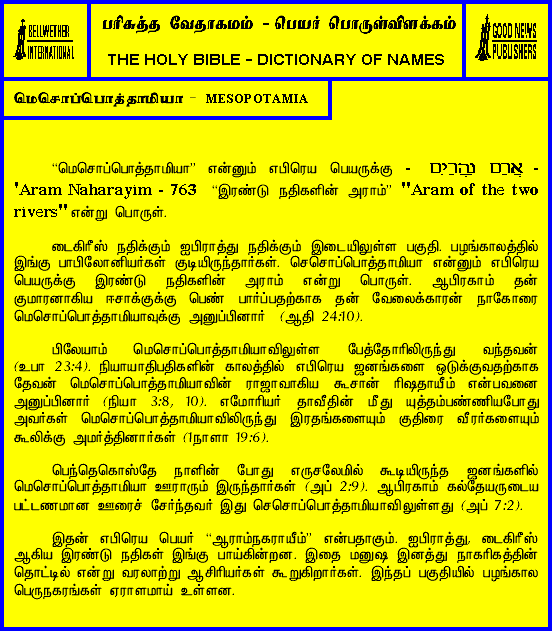 BELLWETHER
INTERNATIONAL
பரிசுத்த வேதாகமம் - பெயர் பொருள்விளக்கம்
THE HOLY BIBLE - DICTIONARY OF NAMES
GOOD NEWS
PUBLISHERS
மெசொப்பொத்தாமியா - MESOPOTAMIA
“மெசொப்பொத்தாமியா” என்னும் எபிரெய பெயருக்கு - אֲרַם נַהֲרַיִם -
'Aram Naharayim - 763 “இரண்டு நதிகளின் அராம்” "Aram of the two
rivers" என்று பொருள்.
டைகிரீஸ் நதிக்கும் ஐபிராத்து நதிக்கும் இடையிலுள்ள பகுதி. பழங்காலத்தில்
இங்கு பாபிலோனியர்கள் குடியிருந்தார்கள். செசொப்பொத்தாமியா என்னும் எபிரெய
பெயருக்கு இரண்டு நதிகளின் அராம் என்று பொருள். ஆபிரகாம் தன்
குமாரனாகிய ஈசாக்குக்கு பெண் பார்ப்பதற்காக தன் வேலைக்காரன் நாகோரை
மெசொப்பொத்தாமியாவுக்கு அனுப்பினார் (ஆதி 24:10).
பிலேயாம் மெசொப்பொத்தாமியாவிலுள்ள பேத்தோரிலிருந்து வந்தவன்
(உபா 23:4). நியாயாதிபதிகளின் காலத்தில் எபிரெய ஜனங்களை ஒடுக்குவதற்காக
தேவன் மெசொப்பொத்தாமியாவின் ராஜாவாகிய கூசான் ரிஷதாயீம் என்பவனை
அனுப்பினார் (நியா 3:8, 10). எமோரியர் தாவீதின் மீது யுத்தம்பண்ணியபோது
அவர்கள் மெசொப்பொத்தாமியாவிலிருந்து இரதங்களையும் குதிரை வீரர்களையும்
கூலிக்கு அமர்த்தினார்கள் (1நாளா 19:6).
பெந்தெகொஸ்தே நாளின் போது எருசலேமில் கூடியிருந்த ஜனங்களில்
மெசொப்பொத்தாமியா ஊராரும் இருந்தார்கள் (அப் 2:9). ஆபிரகாம் கல்தேயருடைய
பட்டணமான ஊரைச் சேர்ந்தவர் இது செசொப்பொத்தாமியாவிலுள்ளது (அப் 7:2).
இதன் எபிரெய பெயர் “ஆராம்நகராயீம்” என்பதாகும். ஐபிராத்து, டைகிரீஸ்
ஆகிய இரண்டு நதிகள் இங்கு பாய்கின்றன. இதை மனுஷ இனத்து நாகரிகத்தின்
தொட்டில் என்று வரலாற்று ஆசிரியர்கள் கூறுகிறார்கள். இந்தப் பகுதியில் பழங்கால
பெருநகரங்கள் ஏராளமாய் உள்ளன.